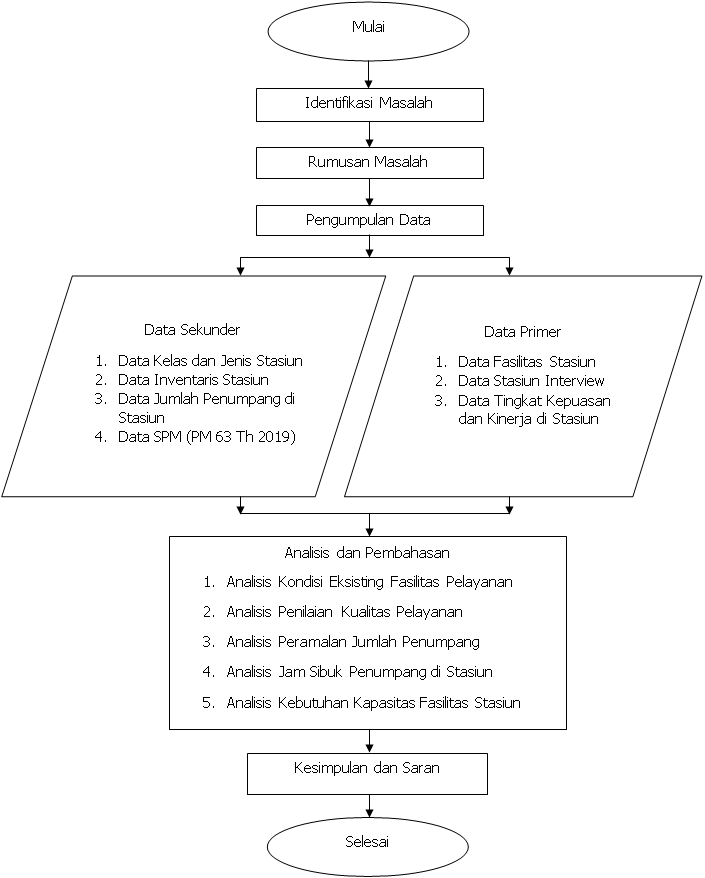 Mulai
Identifikasi Masalah
Rumusan Masalah
Pengumpulan Data
Data Sekunder
1. Data Kelas dan Jenis Stasiun
2. Data Inventaris Stasiun
3. Data Jumlah Penumpang di
Stasiun
4. Data SPM (PM 63 Th 2019)
Data Primer
1. Data Fasilitas Stasiun
2. Data Stasiun Interview
3. Data Tingkat Kepuasan
dan Kinerja di Stasiun
Analisis dan Pembahasan
1. Analisis Kondisi Eksisting Fasilitas Pelayanan
2. Analisis Penilaian Kualitas Pelayanan
3. Analisis Peramalan Jumlah Penumpang
4. Analisis Jam Sibuk Penumpang di Stasiun
5. Analisis Kebutuhan Kapasitas Fasilitas Stasiun
Kesimpulan dan Saran
Selesai